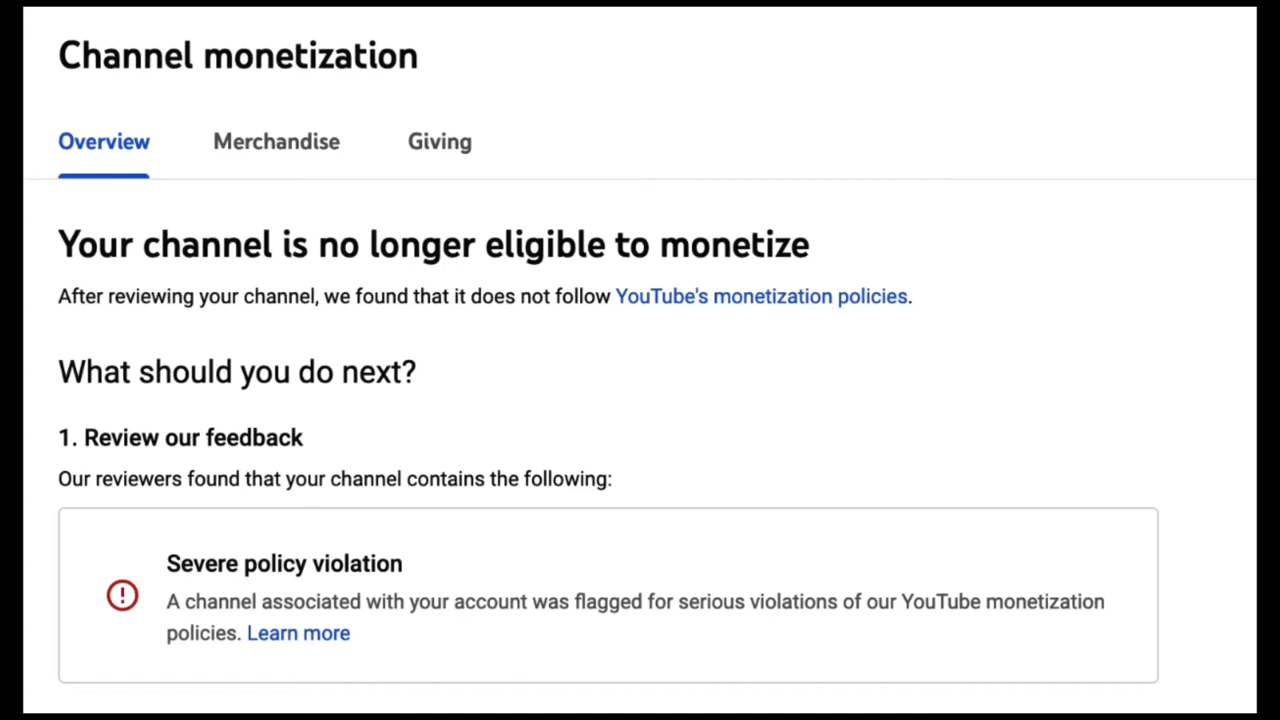 Channel monetization
Overview Merchandise Giving
Your channel is no longer eligible to monetize
After reviewing your channel, we found that it does not follow YouTube's monetization policies.
What should you do next?
1. Review our feedback
Our reviewers found that your channel contains the following:
Severe policy violation
A channel associated with your account was flagged for serious violations of our YouTube monetization
policies. Learn more